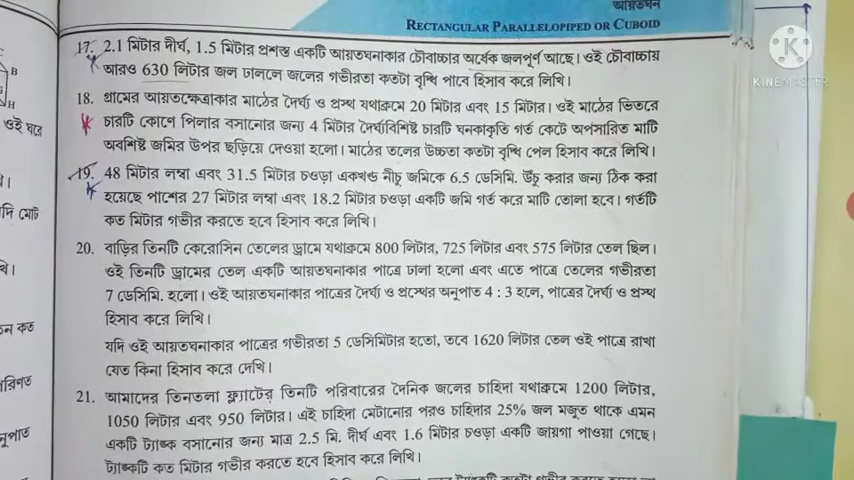 আয়তঘন
RECTANGULAR PARALLELOPIPED OR CUBOID
17. 2.1 মিটার দীর্ঘ, 1.5 মিটার প্রশস্ত একটি আয়তঘনাকার চৌবাচ্চার অর্ধেক জলপূর্ণ আছে। ওই চৌবাচ্চায়
আরও 630 লিটার জল ঢাললে জলের গভীরতা কতটা বৃদ্ধি পাবে হিসাব করে লিখি।
18. গ্রামের আয়তক্ষেত্রাকার মাঠের দৈর্ঘ্য ও প্রস্থ যথাক্রমে 20 মিটার এবং 15 মিটার। ওই মাঠের ভিতরে
চারটি কোণে পিলার বসানোর জন্য 4 মিটার দৈর্ঘ্যবিশিষ্ট চারটি ঘনকাকৃতি গর্ত কেটে অপসারিত মাটি
অবশিষ্ট জমির উপর ছড়িয়ে দেওয়া হলো। মাঠের তলের উচ্চতা কতটা বৃদ্ধি পেল হিসাব করে লিখি।
19. 48 মিটার লম্বা এবং 31.5 মিটার চওড়া একখণ্ড নীচু জমিকে 6.5 ডেসিমি. উঁচু করার জন্য ঠিক করা
হয়েছে পাশের 27 মিটার লম্বা এবং 18.2 মিটার চওড়া একটি জমি গর্ত করে মাটি তোলা হবে। গর্তটি
কত মিটার গভীর করতে হবে হিসাব করে লিখি।
20. বাড়ির তিনটি কেরোসিন তেলের ড্রামে যথাক্রমে 800 লিটার, 725 লিটার এবং 575 লিটার তেল ছিল।
ওই তিনটি ড্রামের তেল একটি আয়তঘনাকার পাত্রে ঢালা হলো এবং এতে পাত্রে তেলের গভীরতা
7 ডেসিমি. হলো। ওই আয়তঘনাকার পাত্রের দৈর্ঘ্য ও প্রস্থের অনুপাত 4 : 3 হলে, পাত্রের দৈর্ঘ্য ও প্রস্থ
হিসাব করে লিখি।
যদি ওই আয়তঘনাকার পাত্রের গভীরতা 5 ডেসিমিটার হতো, তবে 1620 লিটার তেল ওই পাত্রে রাখা
যেত কিনা হিসাব করে দেখি।
21. আমাদের তিনতলা ফ্ল্যাটের তিনটি পরিবারের দৈনিক জলের চাহিদা যথাক্রমে 1200 লিটার,
1050 লিটার এবং 950 লিটার। এই চাহিদা মেটানোর পরও চাহিদার 25% জল মজুত থাকে এমন
একটি ট্যাঙ্ক বসানোর জন্য মাত্র 2.5 মি. দীর্ঘ এবং 1.6 মিটার চওড়া একটি জায়গা পাওয়া গেছে।
ট্যাঙ্কটি কত মিটার গভীর করতে হবে হিসাব করে লিখি।
B
H
ওই ঘরে
KINEMASTER